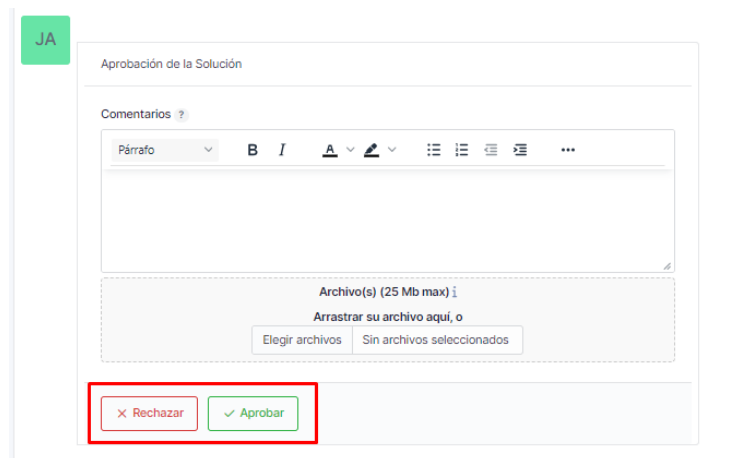 JA
Aprobación de la Solución
Comentarios ?
Párrafo B I A
Archivo(s) (25 Mb max) i
Arrastrar su archivo aquí, o
Elegir archivos Sin archivos seleccionados
Rechazar Aprobar